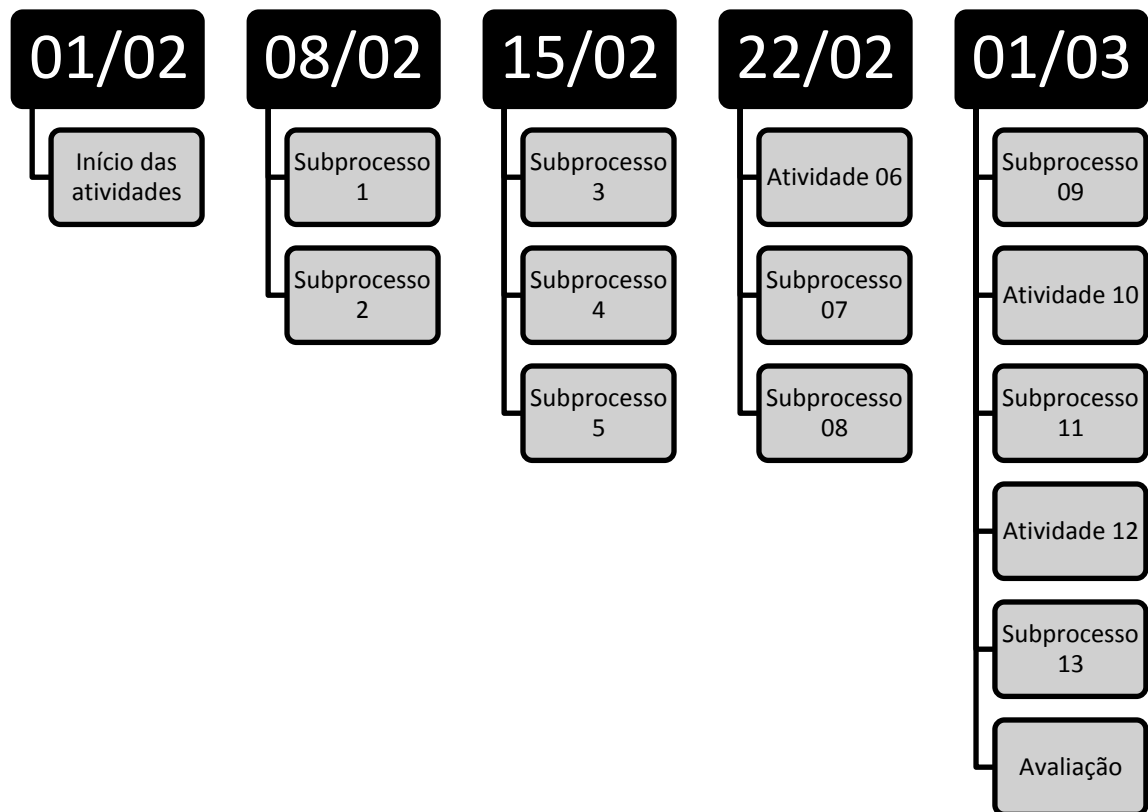 01/02
Início das
atividades
08/02
Subprocesso
1
Subprocesso
2
15/02
Subprocesso
3
Subprocesso
4
Subprocesso
5
22/02
Atividade 06
Subprocesso
07
Subprocesso
08
01/03
Subprocesso
09
Atividade 10
Subprocesso
11
Atividade 12
Subprocesso
13
Avaliação